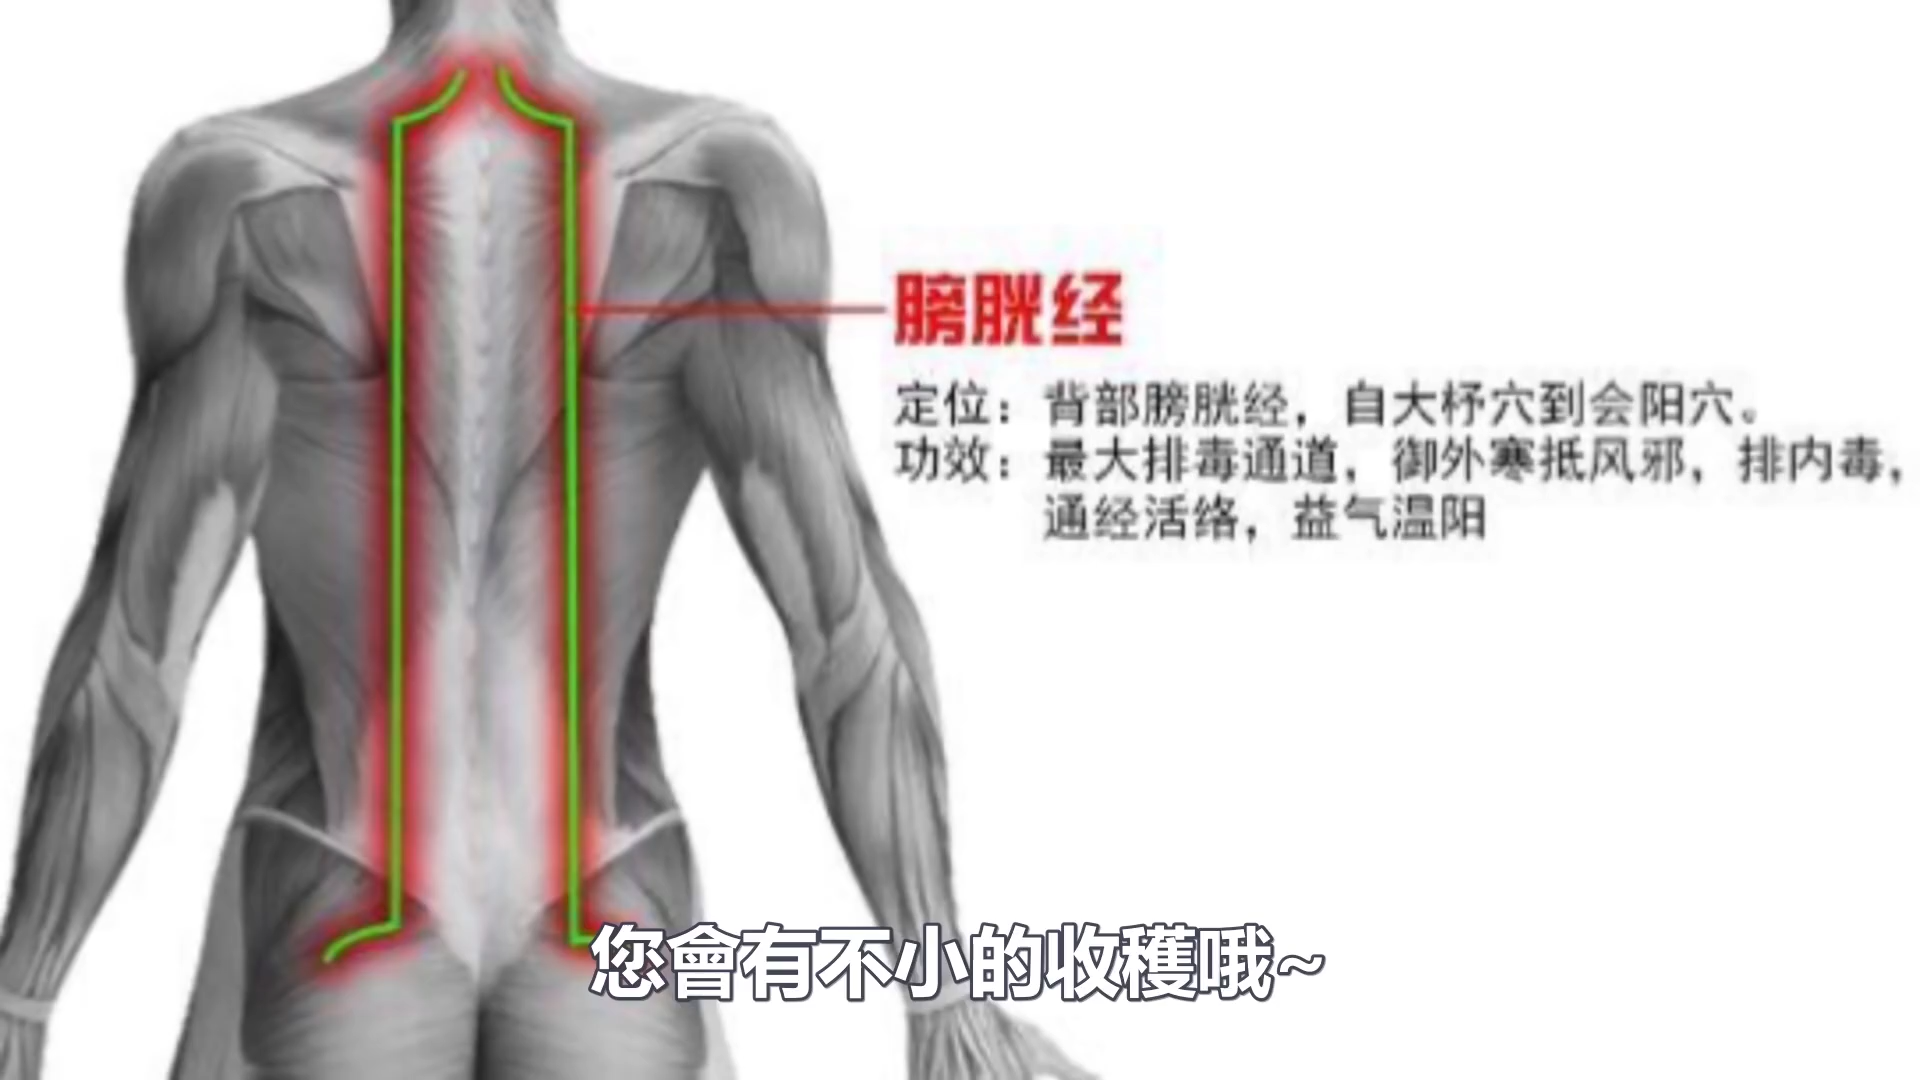 膀胱经
定位：背部膀胱经，自大杼穴到会阳穴。
功效：最大排毒通道，御外寒抵风邪，排内毒，
通经活络，益气温阳
您會有不小的收穫哦~